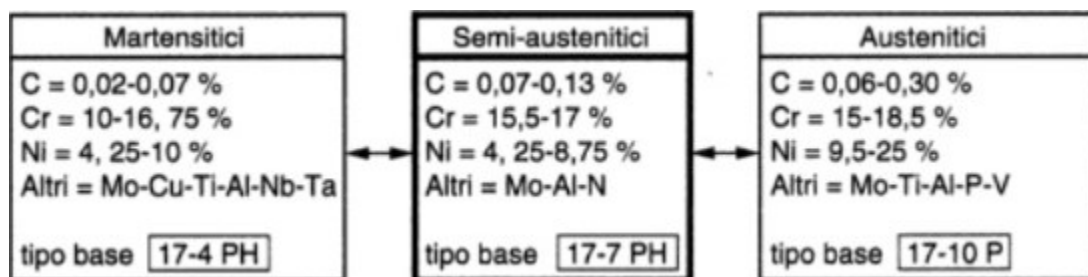 Martensitici
C = 0,02-0,07 %
Cr = 10-16, 75 %
Ni = 4, 25-10 %
Altri = Mo-Cu-Ti-Al-Nb-Ta
tipo base 17-4 PH
Semi-austenitici
C = 0,07-0,13 %
Cr = 15,5-17 %
Ni = 4, 25-8,75 %
Altri = Mo-Al-N
tipo base 17-7 PH
Austenitici
C = 0,06-0,30 %
Cr = 15-18,5 %
Ni = 9,5-25 %
Altri = Mo-Ti-Al-P-V
tipo base 17-10 P